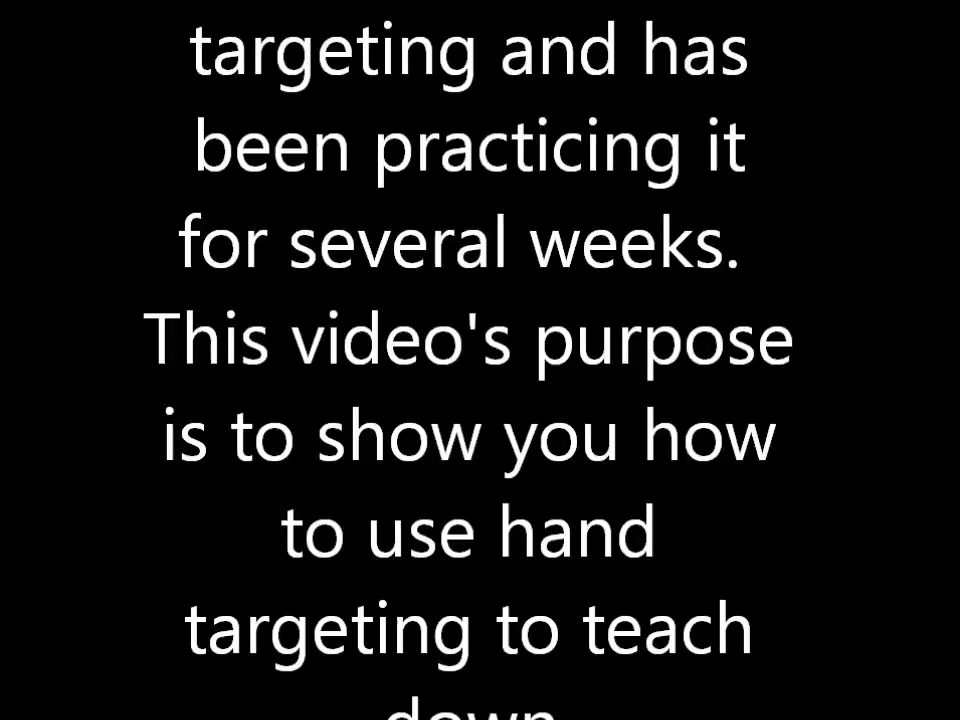 targeting and has
been practicing it
for several weeks.
This video's purpose
is to show you how
to use hand
targeting to teach
down